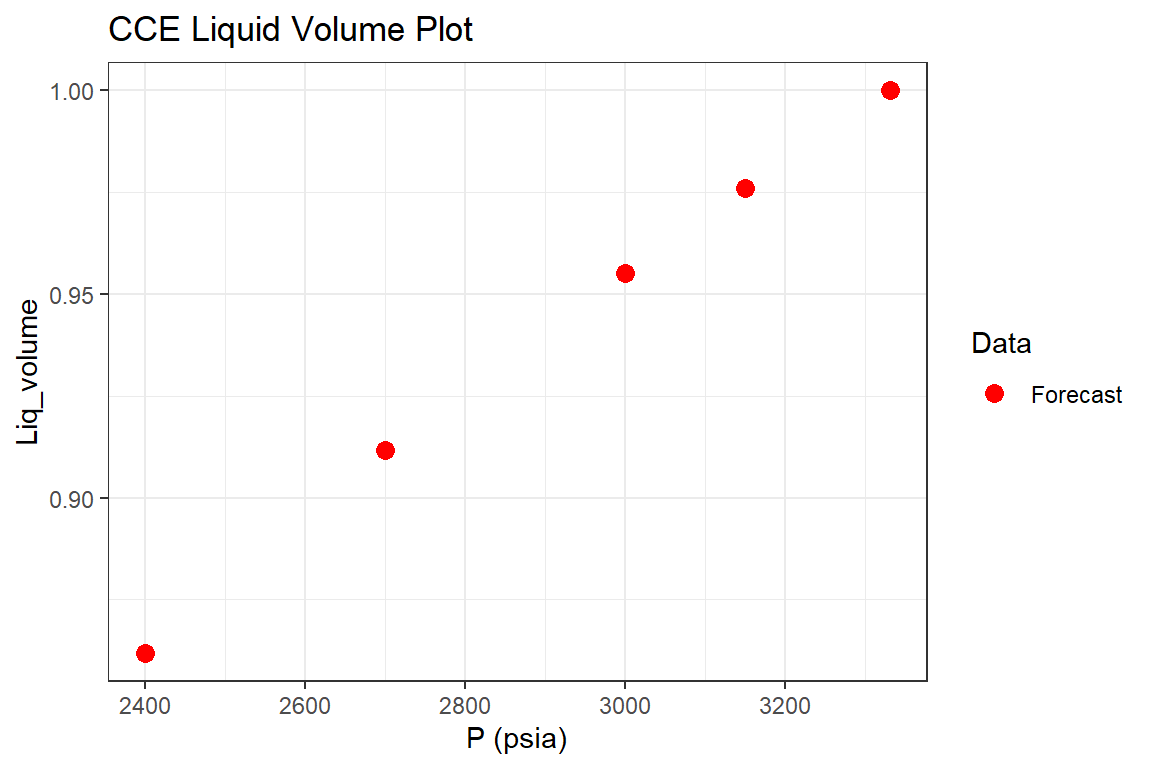 CCE Liquid Volume Plot
1.00
0.95
0.90
Liq_volume
2400 2600 2800 3000 3200
P (psia)
Data
Forecast